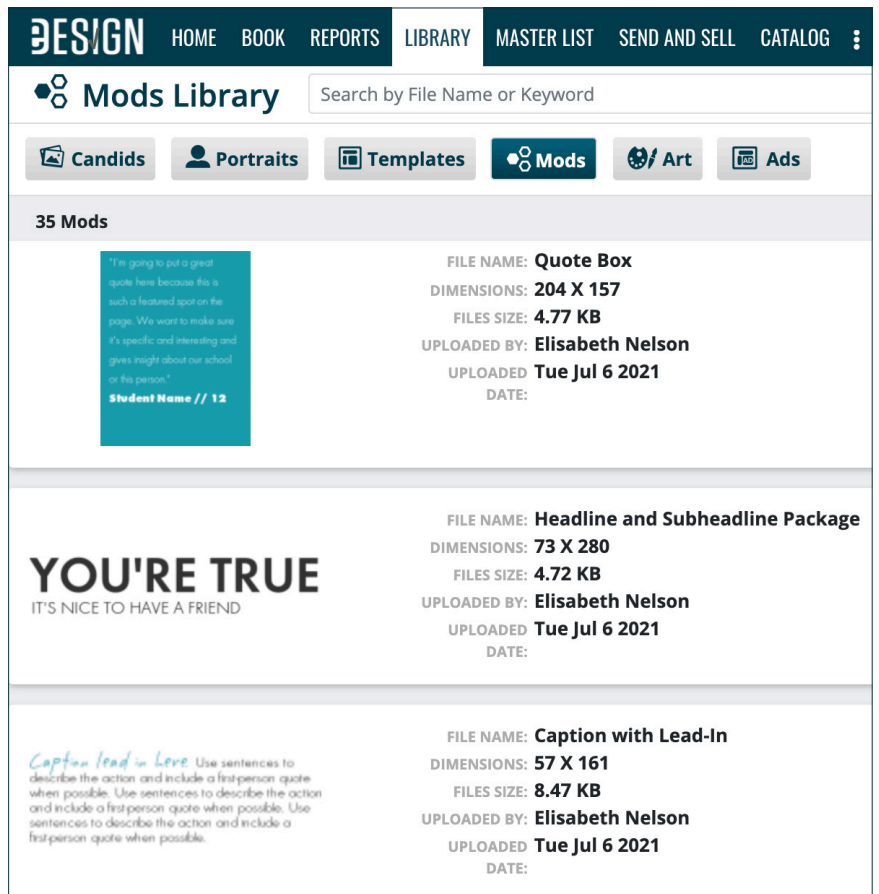 DESIGN HOME BOOK REPORTS LIBRARY MASTER LIST SEND AND SELL CATALOG
Mods Library Search by File Name or Keyword
Candids Portraits Templates Mods Art Ads
35 Mods
"I'm going to put a great
quote here because this is
such a featured spot on the
page. We want to make sure
it's specific and interesting and
gives insight about our school
or this person."
Student Name // 12
FILE NAME: Quote Box
DIMENSIONS: 204 X 157
FILES SIZE: 4.77 KB
UPLOADED BY: Elisabeth Nelson
UPLOADED Tue Jul 6 2021
DATE:
YOU'RE TRUE
IT'S NICE TO HAVE A FRIEND
FILE NAME: Headline and Subheadline Package
DIMENSIONS: 73 X 280
FILES SIZE: 4.72 KB
UPLOADED BY: Elisabeth Nelson
UPLOADED Tue Jul 6 2021
DATE:
Caption lead in here Use sentences to
describe the action and include a first-person quote
when possible. Use sentences to describe the action
and include a first-person quote when possible. Use
sentences to describe the action and include a
first-person quote when possible.
FILE NAME: Caption with Lead-In
DIMENSIONS: 57 X 161
FILES SIZE: 8.47 KB
UPLOADED BY: Elisabeth Nelson
UPLOADED Tue Jul 6 2021
DATE: